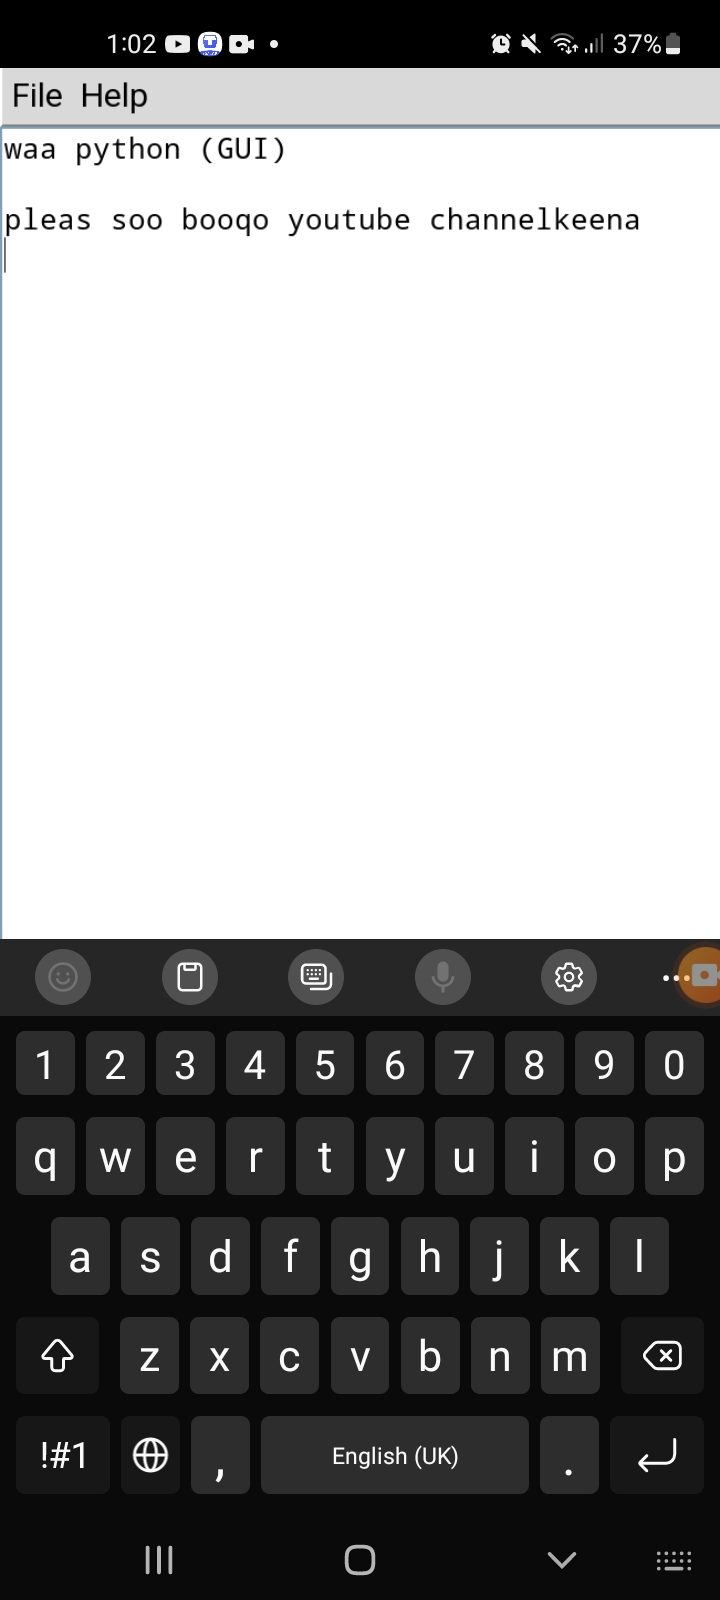 1:02 37%
File Help
waa python (GUI)
pleas soo booqo youtube channelkeena
1 2 3 4 5 6 7 8 9 0
q w e r t y u i o p
a s d f g h j k l
z x c v b n m
!#1 , English (UK) .